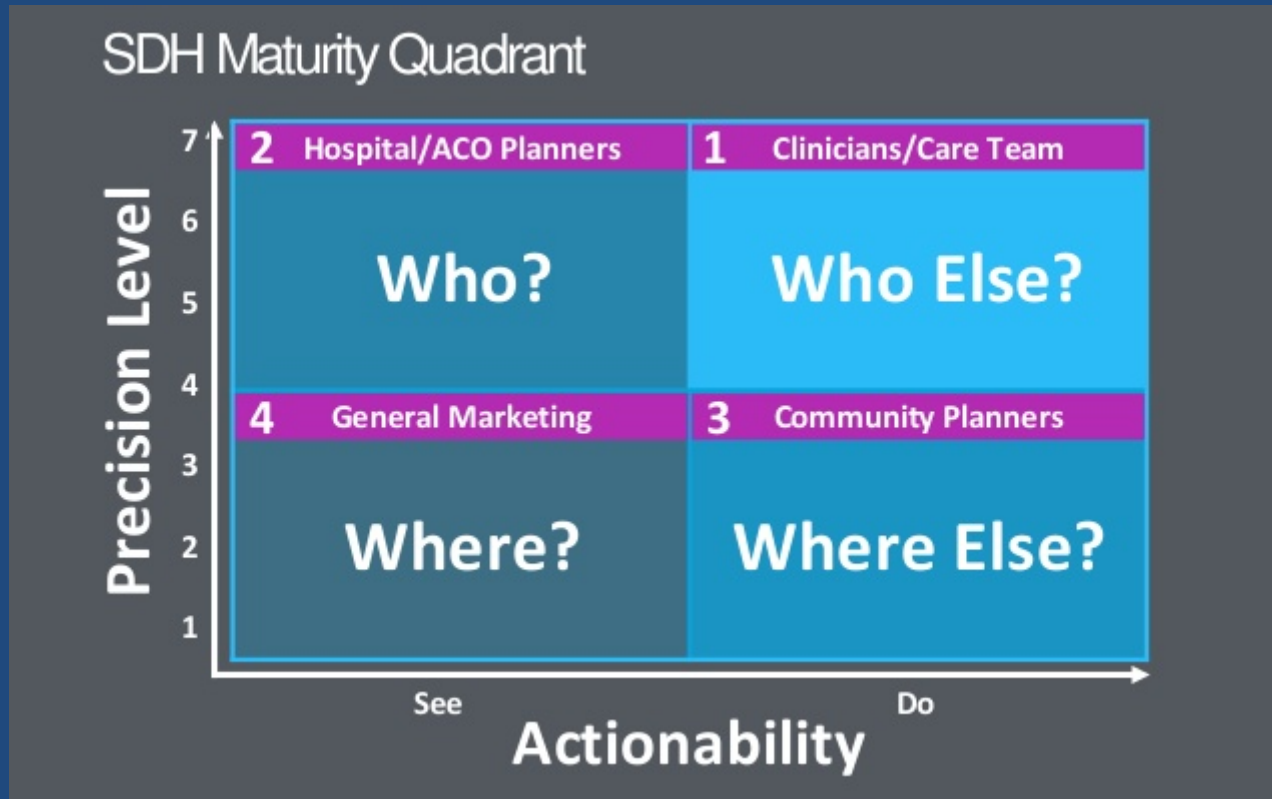 SDH Maturity Quadrant
Precision Level
7
6
5
4
3
2
1
2 Hospital/ACO Planners
Who?
1 Clinicians/Care Team
Who Else?
4 General Marketing
Where?
3 Community Planners
Where Else?
See
Do
Actionability